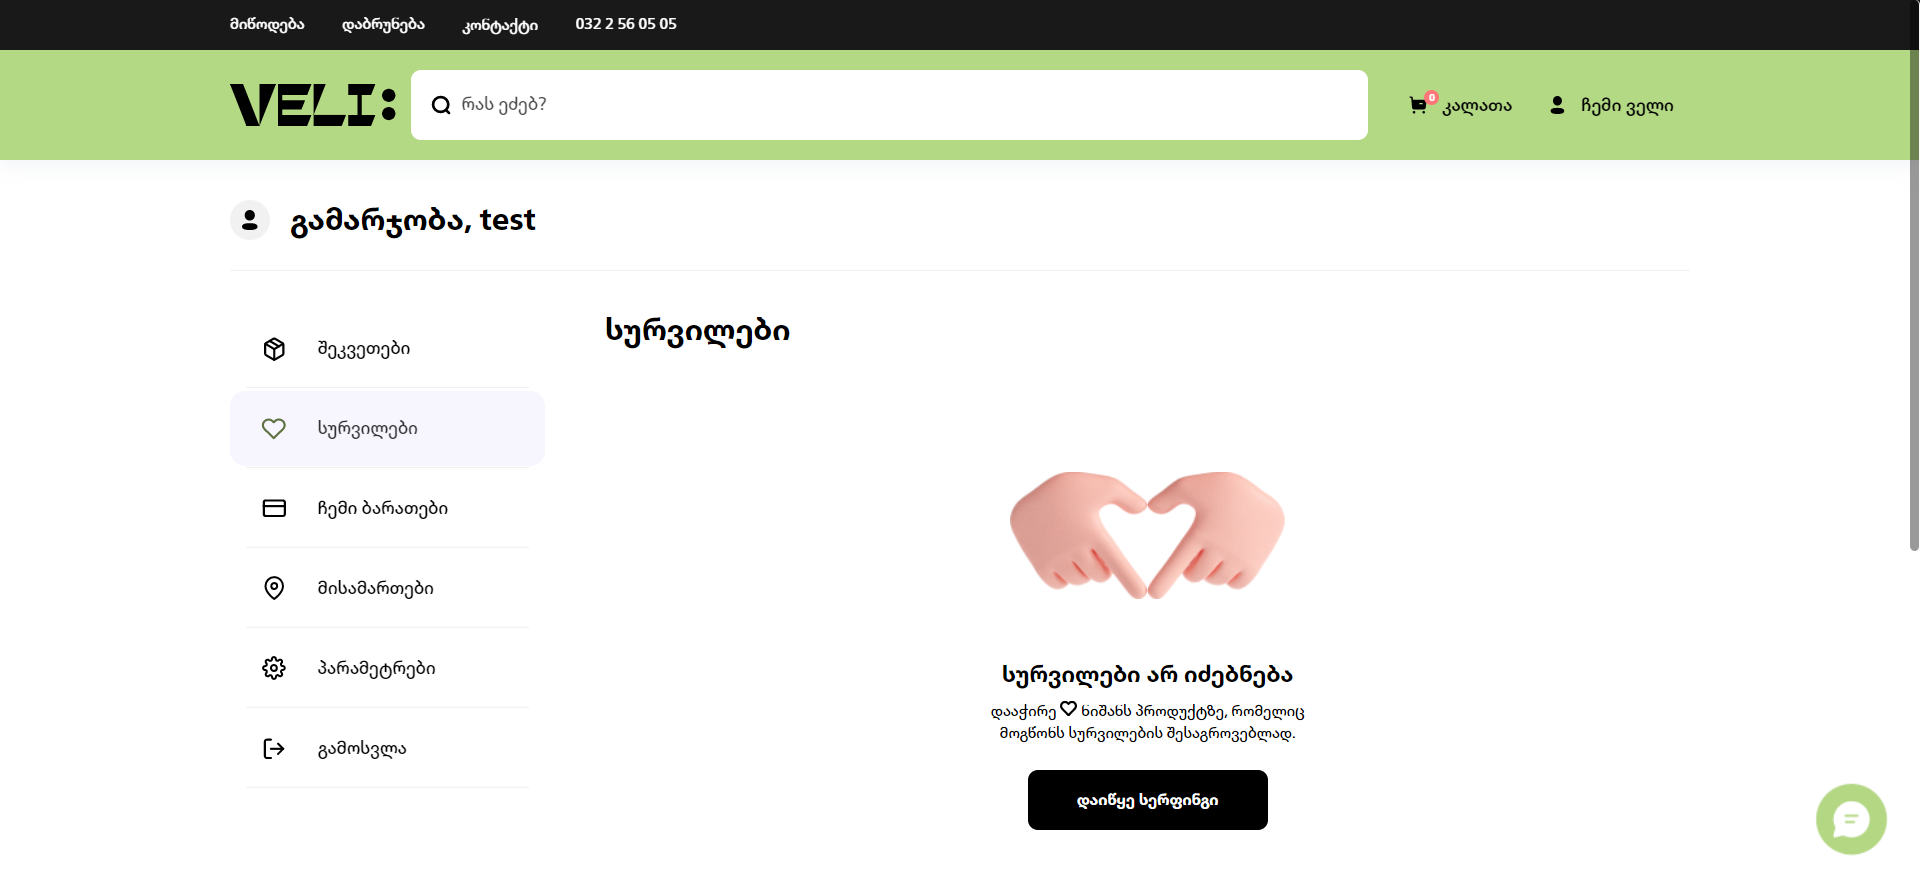 მიწოდება დაბრუნება კონტაქტი 032 2 56 05 05
VELI: რას ეძებ? 0 კალათა ჩემი ველი
გამარჯობა, test
სურვილები
შეკვეთები
სურვილები
ჩემი ბარათები
მისამართები
პარამეტრები
გამოსვლა
სურვილები არ იძებნება
დააჭირე ნიშანს პროდუქტზე, რომელიც
მოგწონს სურვილების შესაგროვებლად.
დაიწყე სერფინგი